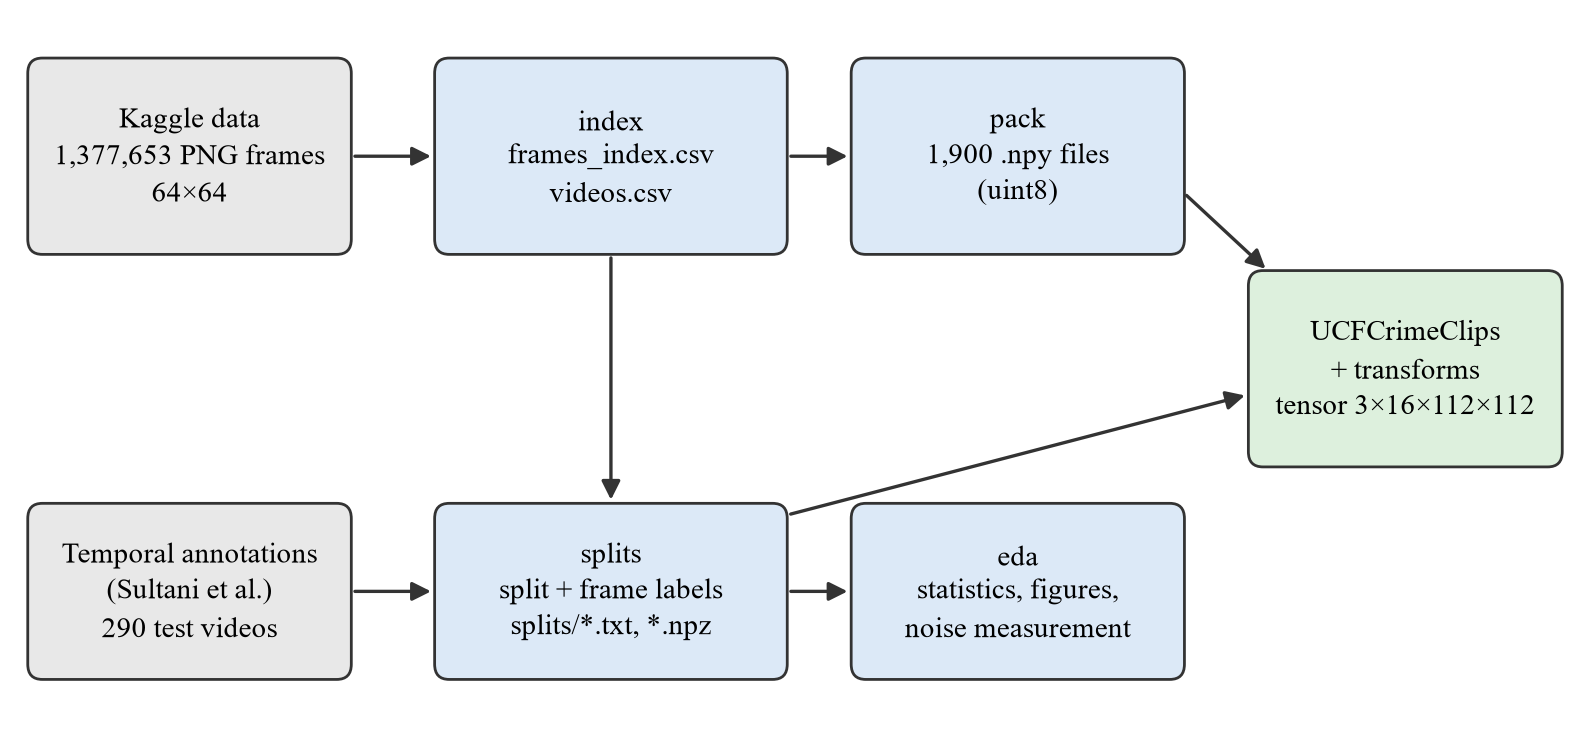 Kaggle data
1,377,653 PNG frames
64×64
index
frames_index.csv
videos.csv
pack
1,900 .npy files
(uint8)
UCFCrimeClips
+ transforms
tensor 3×16×112×112
Temporal annotations
(Sultani et al.)
290 test videos
splits
split + frame labels
splits/*.txt, *.npz
eda
statistics, figures,
noise measurement